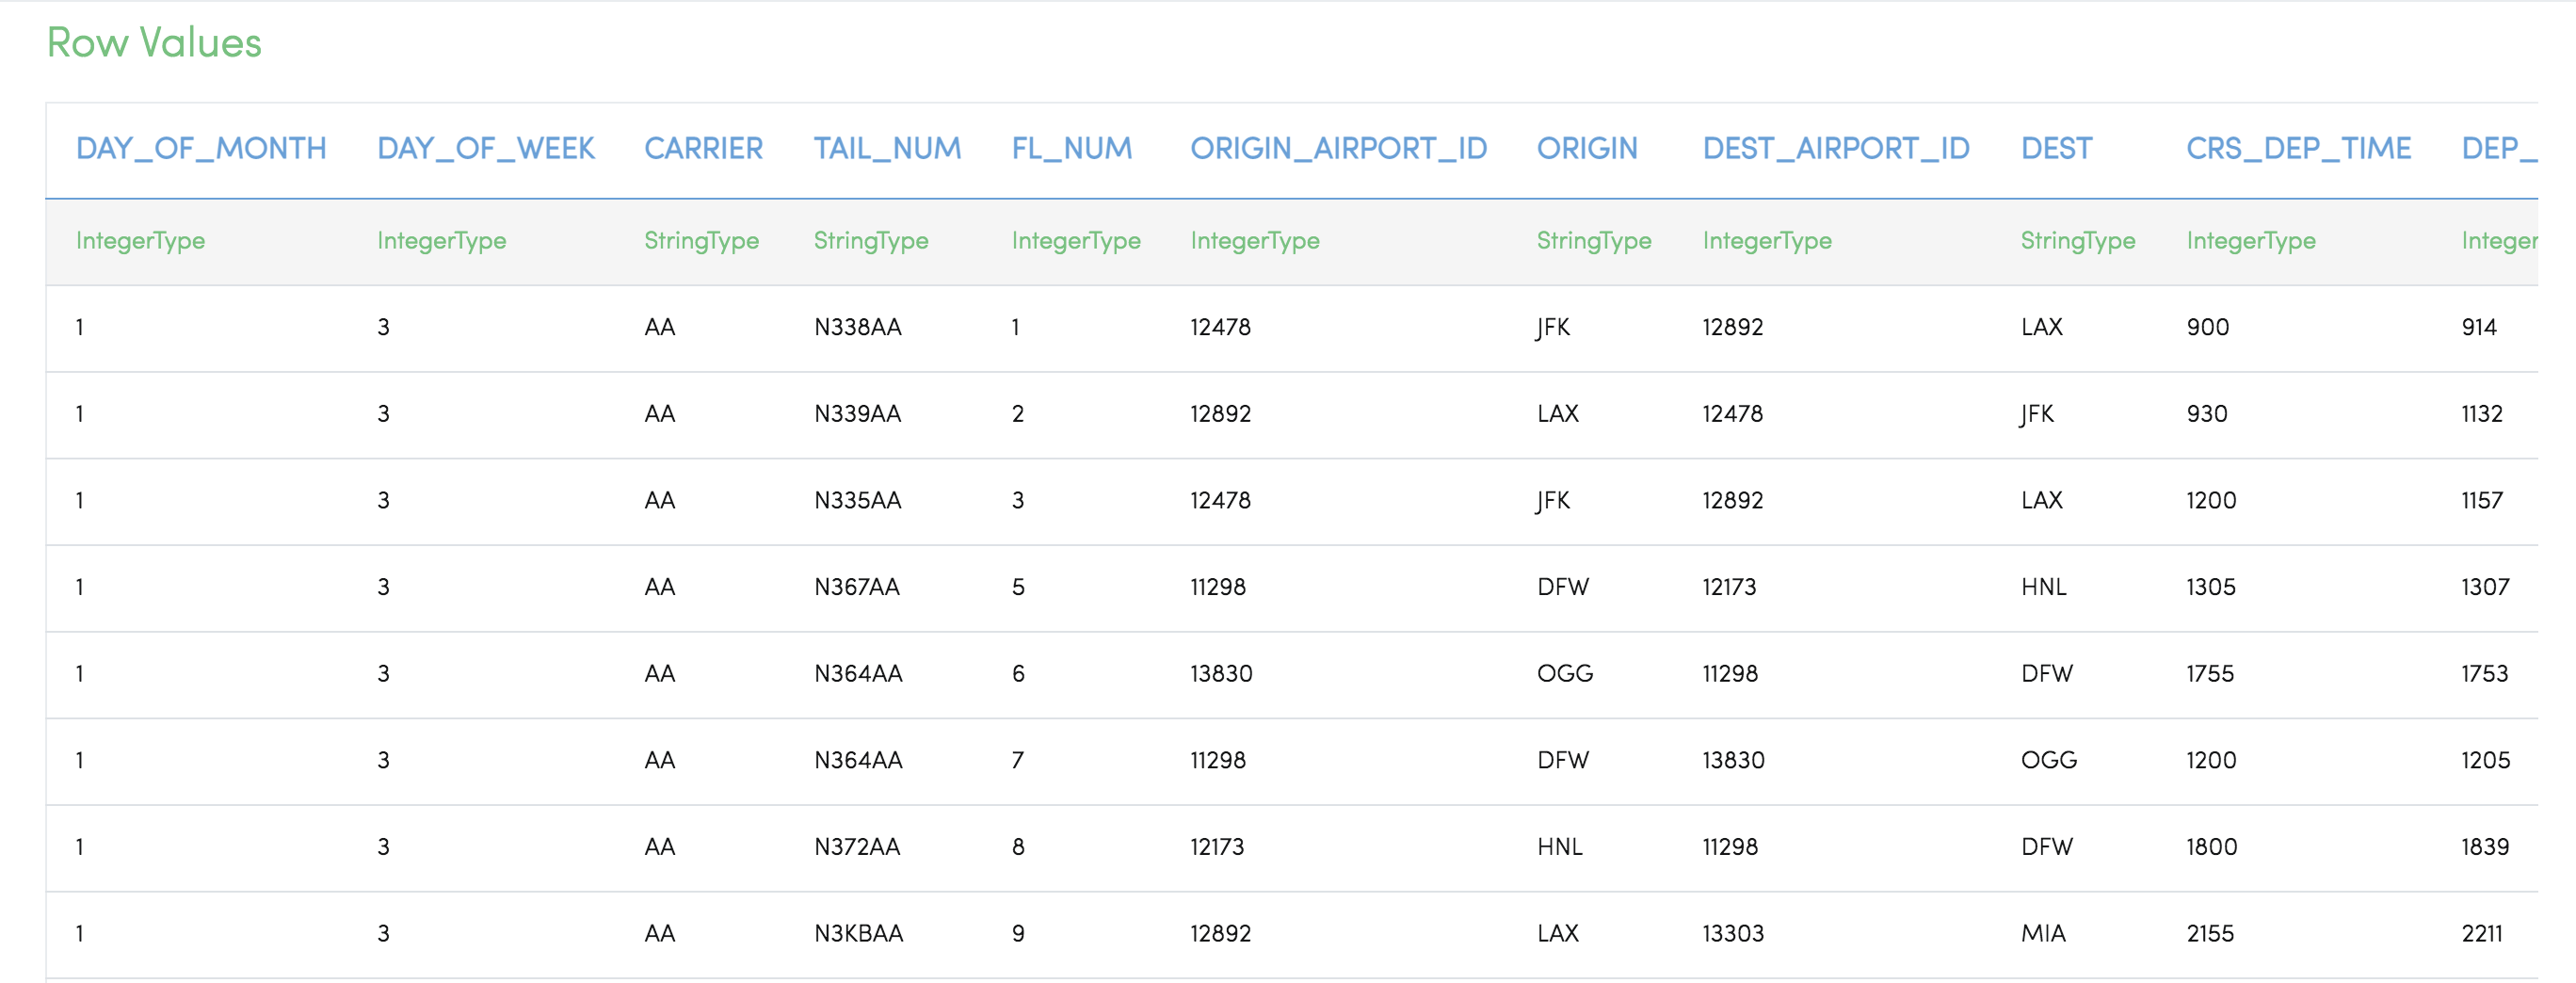 Row Values
DAY_OF_MONTH DAY_OF_WEEK CARRIER TAIL_NUM FL_NUM ORIGIN_AIRPORT_ID ORIGIN DEST_AIRPORT_ID DEST CRS_DEP_TIME DEP_
IntegerType IntegerType StringType StringType IntegerType IntegerType StringType IntegerType StringType IntegerType Integer
1 3 AA N338AA 1 12478 JFK 12892 LAX 900 914
1 3 AA N339AA 2 12892 LAX 12478 JFK 930 1132
1 3 AA N335AA 3 12478 JFK 12892 LAX 1200 1157
1 3 AA N367AA 5 11298 DFW 12173 HNL 1305 1307
1 3 AA N364AA 6 13830 OGG 11298 DFW 1755 1753
1 3 AA N364AA 7 11298 DFW 13830 OGG 1200 1205
1 3 AA N372AA 8 12173 HNL 11298 DFW 1800 1839
1 3 AA N3KBAA 9 12892 LAX 13303 MIA 2155 2211